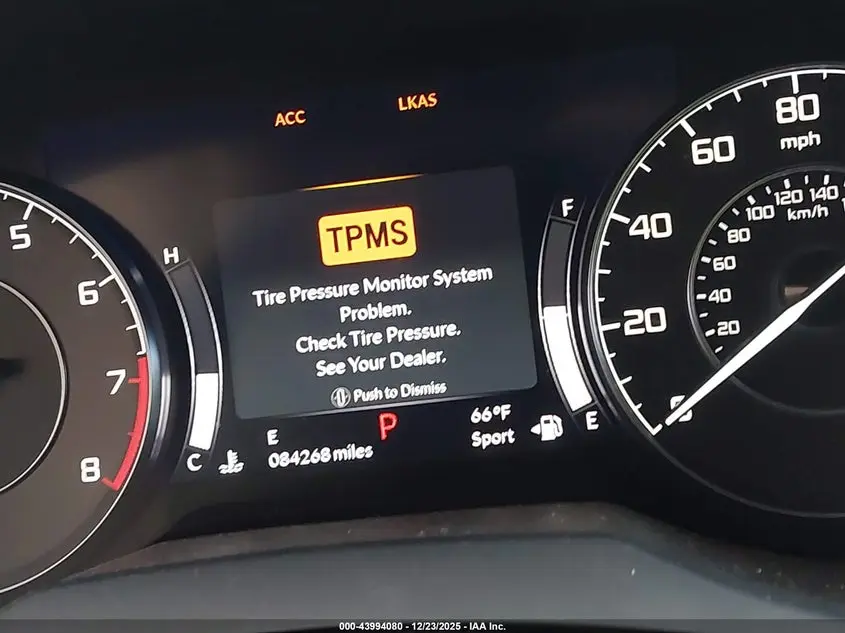 ACC
LKAS
TPMS
Tire Pressure Monitor System
Problem.
Check Tire Pressure.
See Your Dealer.
Push to Dismiss
E
084268 miles
P
66°F
Sport
5
6
7
8
H
C
F
E
80
mph
60
40
20
0
140
120
100
km/h
80
60
40
20
000-43994080 - 12/23/2025 - IAA Inc.